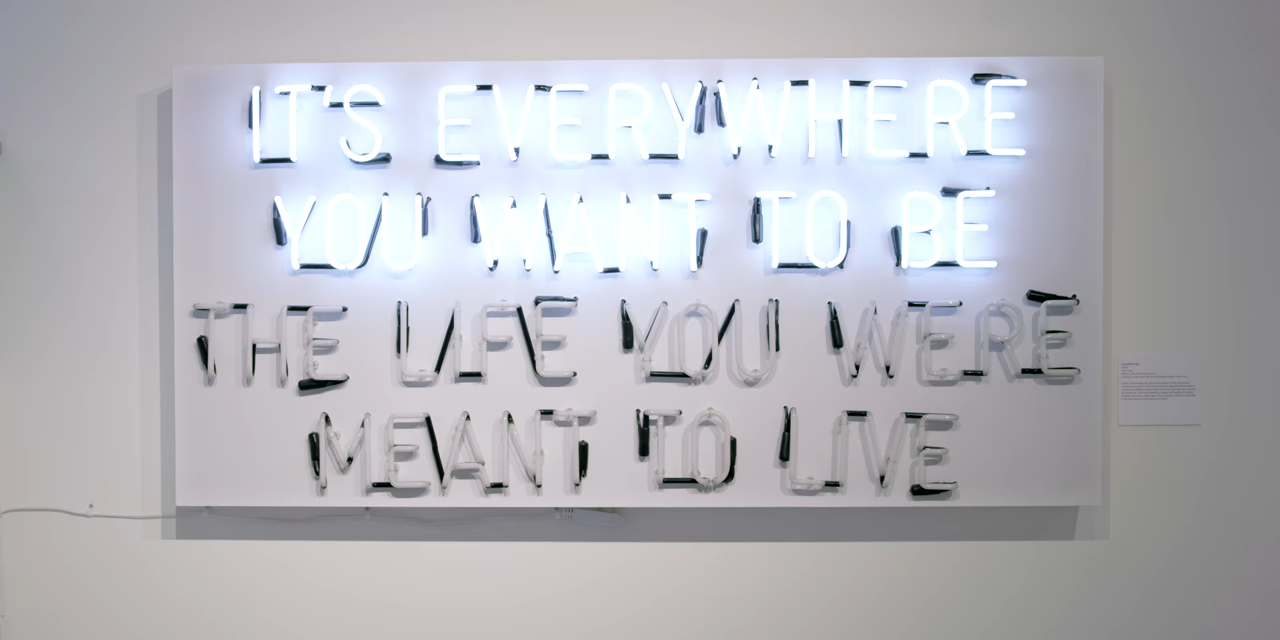 IT'S EVERYWHERE
YOU WANT TO BE
THE LIFE YOU WERE
MEANT TO LIVE